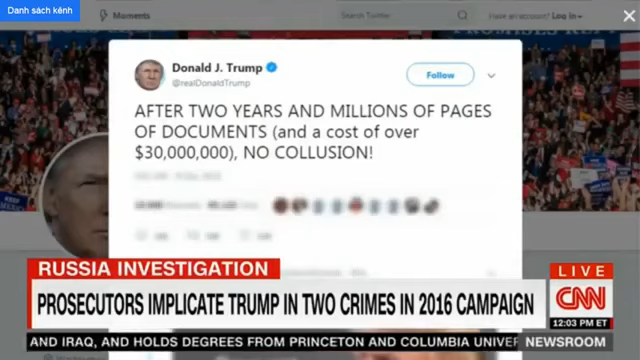 Danh sách kênh
Moments
Search Twitter
Have an account? Log in
Donald J. Trump
@realDonaldTrump
Follow
AFTER TWO YEARS AND MILLIONS OF PAGES
OF DOCUMENTS (and a cost of over
$30,000,000), NO COLLUSION!
RUSSIA INVESTIGATION
LIVE
PROSECUTORS IMPLICATE TRUMP IN TWO CRIMES IN 2016 CAMPAIGN
CNN
12:03 PM ET
AND IRAQ, AND HOLDS DEGREES FROM PRINCETON AND COLUMBIA UNIVER
NEWSROOM